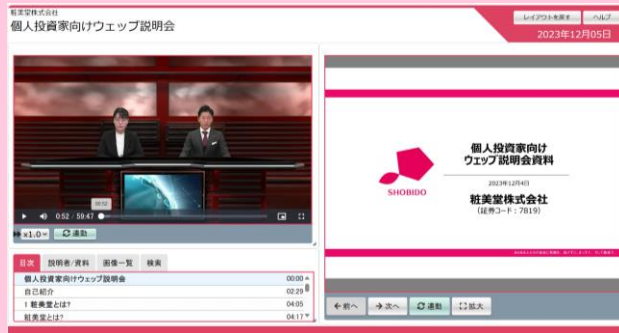 粧美堂株式会社
個人投資家向けウェッブ説明会
レイアウトを戻す ヘルプ
2023年12月05日
00:52
0:52 / 59:47
x1.0 連動
目次 説明者/資料 画像一覧 検索
個人投資家向けウェッブ説明会 00:00
自己紹介 02:29
1 粧美堂とは? 04:05
粧美堂とは? 04:17
個人投資家向け
ウェッブ説明会資料
SHOBIDO
2023年12月4日
粧美堂株式会社
(証券コード:7819)
前へ 次へ 連動 拡大